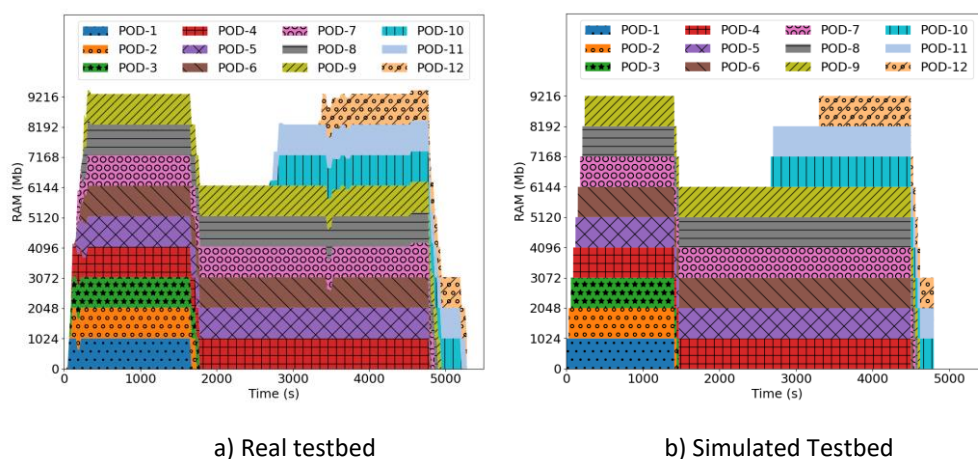 POD-1 POD-4 POD-7 POD-10
POD-2 POD-5 POD-8 POD-11
POD-3 POD-6 POD-9 POD-12
9216
8192
7168
6144
5120
4096
3072
2048
1024
0
RAM (Mb)
0 1000 2000 3000 4000 5000
Time (s)
a) Real testbed
POD-1 POD-4 POD-7 POD-10
POD-2 POD-5 POD-8 POD-11
POD-3 POD-6 POD-9 POD-12
9216
8192
7168
6144
5120
4096
3072
2048
1024
0
RAM (Mb)
0 1000 2000 3000 4000 5000
Time (s)
b) Simulated Testbed